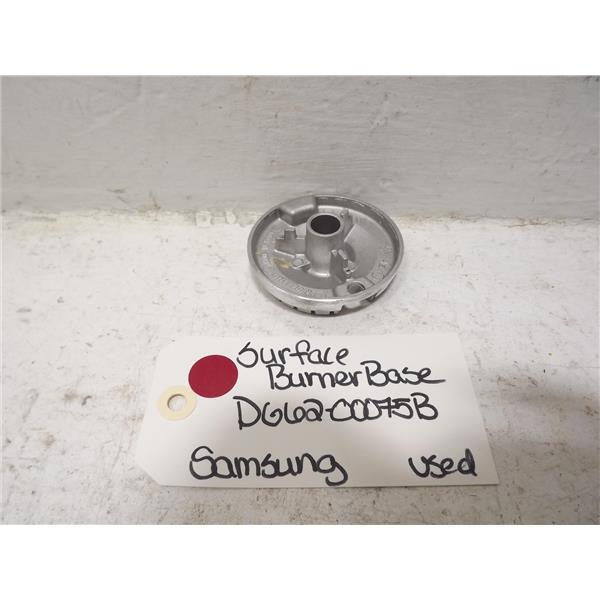 Surface
Burner Base
DG62-00075B
Samsung used